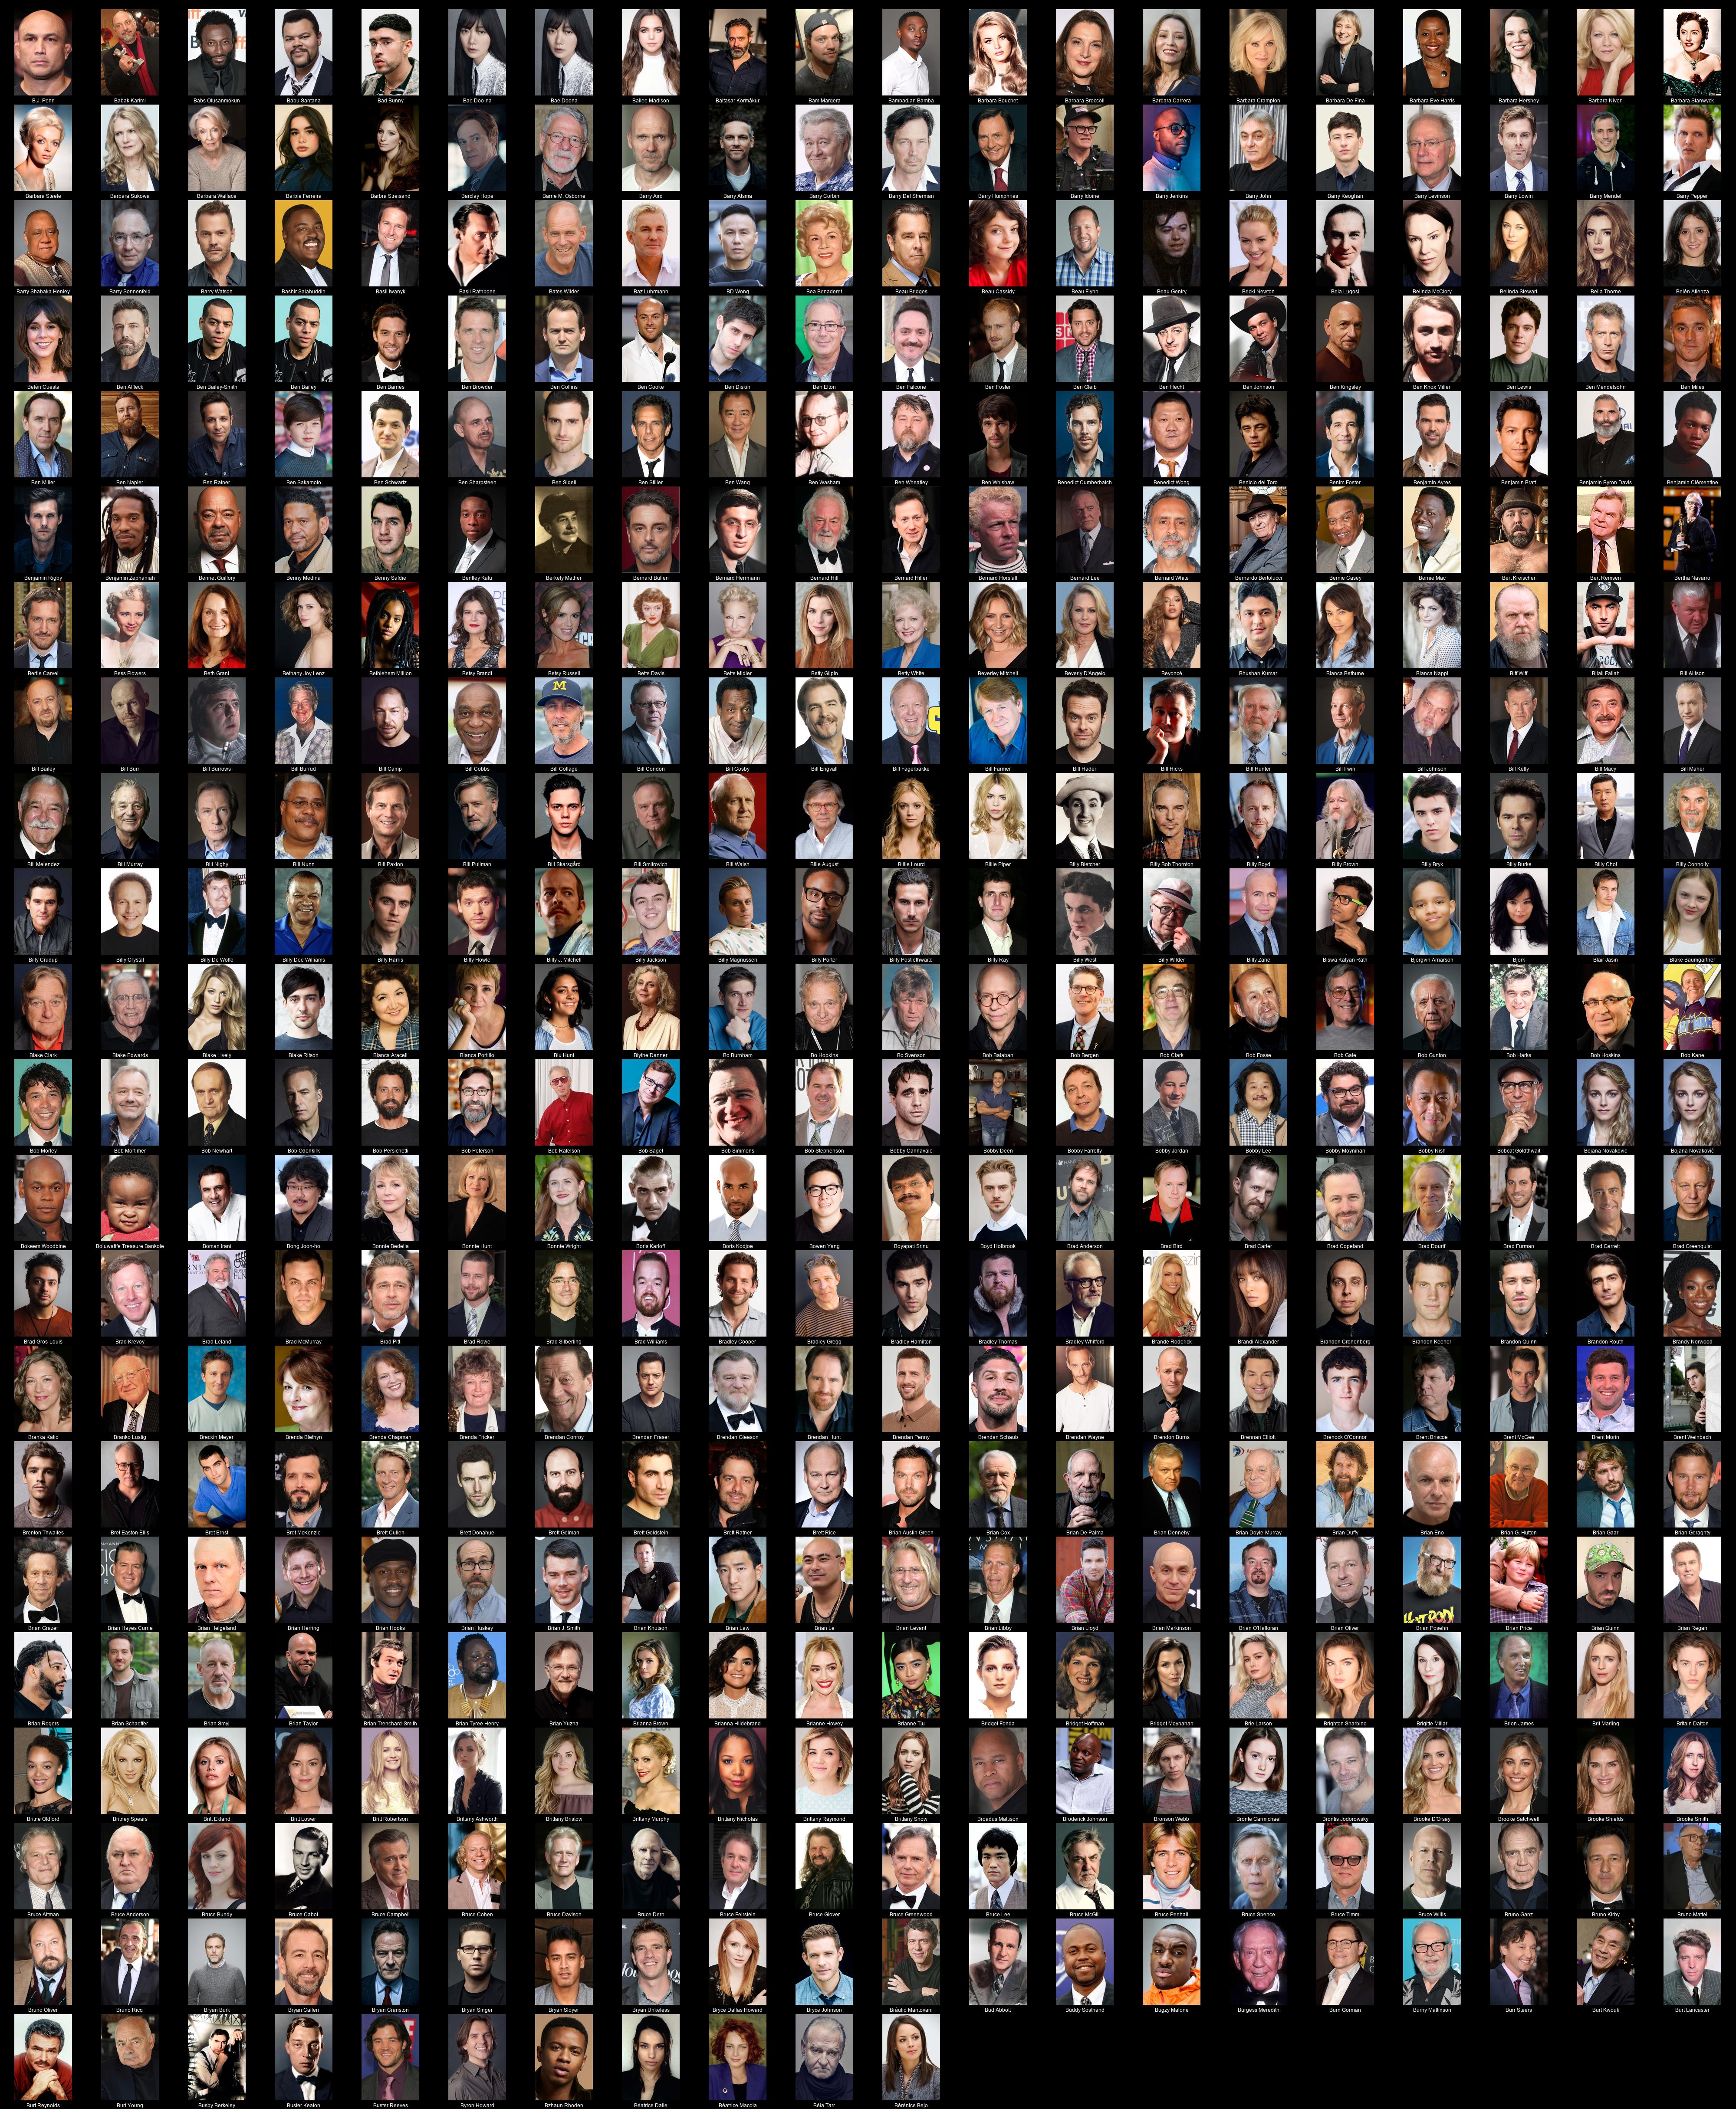 B.J. Penn
Babak Karimi
Babs Olusanmokun
Babu Santana
Bad Bunny
Bae Doo-na
Bae Doona
Bailee Madison
Baltasar Kormákur
Bam Margera
Bambadjan Bamba
Barbara Bouchet
Barbara Broccoli
Barbara Carrera
Barbara Crampton
Barbara De Fina
Barbara Eve Harris
Barbara Hershey
Barbara Niven
Barbara Stanwyck
Barbara Steele
Barbara Sukowa
Barbara Wallace
Barbie Ferreira
Barbra Streisand
Barclay Hope
Barrie M. Osborne
Barry Aird
Barry Atsma
Barry Corbin
Barry Del Sherman
Barry Humphries
Barry Idoine
Barry Jenkins
Barry John
Barry Keoghan
Barry Levinson
Barry Lowin
Barry Mendel
Barry Pepper
Barry Shabaka Henley
Barry Sonnenfeld
Barry Watson
Bashir Salahuddin
Basil Iwanyk
Basil Rathbone
Bates Wilder
Baz Luhrmann
BD Wong
Bea Benaderet
Beau Bridges
Beau Cassidy
Beau Flynn
Beau Gentry
Becki Newton
Bela Lugosi
Belinda McClory
Belinda Stewart
Bella Thorne
Belén Atienza
Belén Cuesta
Ben Affleck
Ben Bailey-Smith
Ben Bailey
Ben Barnes
Ben Browder
Ben Collins
Ben Cooke
Ben Diskin
Ben Elton
Ben Falcone
Ben Foster
Ben Gleib
Ben Hecht
Ben Johnson
Ben Kingsley
Ben Knox Miller
Ben Lewis
Ben Mendelsohn
Ben Miles
Ben Miller
Ben Napier
Ben Ratner
Ben Sakamoto
Ben Schwartz
Ben Sharpsteen
Ben Sidell
Ben Stiller
Ben Wang
Ben Washam
Ben Wheatley
Ben Whishaw
Benedict Cumberbatch
Benedict Wong
Benicio del Toro
Benim Foster
Benjamin Ayres
Benjamin Bratt
Benjamin Byron Davis
Benjamin Clémentine
Benjamin Rigby
Benjamin Zephaniah
Bennet Guillory
Benny Medina
Benny Safdie
Bentley Kalu
Berkely Mather
Bernard Bullen
Bernard Herrmann
Bernard Hill
Bernard Hiller
Bernard Horsfall
Bernard Lee
Bernard White
Bernardo Bertolucci
Bernie Casey
Bernie Mac
Bert Kreischer
Bert Remsen
Bertha Navarro
Bertie Carvel
Bess Flowers
Beth Grant
Bethany Joy Lenz
Bethlehem Million
Betsy Brandt
Betsy Russell
Bette Davis
Bette Midler
Betty Gilpin
Betty White
Beverley Mitchell
Beverly D'Angelo
Beyoncé
Bhushan Kumar
Bianca Bethune
Bianca Nappi
Biff Wiff
Bilall Fallah
Bill Allison
Bill Bailey
Bill Burr
Bill Burrows
Bill Burrud
Bill Camp
Bill Cobbs
Bill Collage
Bill Condon
Bill Cosby
Bill Engvall
Bill Fagerbakke
Bill Farmer
Bill Hader
Bill Hicks
Bill Hunter
Bill Irwin
Bill Johnson
Bill Kelly
Bill Macy
Bill Maher
Bill Melendez
Bill Murray
Bill Nighy
Bill Nunn
Bill Paxton
Bill Pullman
Bill Skarsgård
Bill Smitrovich
Bill Walsh
Bille August
Billie Lourd
Billie Piper
Billy Bletcher
Billy Bob Thornton
Billy Boyd
Billy Brown
Billy Bryk
Billy Burke
Billy Choi
Billy Connolly
Billy Crudup
Billy Crystal
Billy De Wolfe
Billy Dee Williams
Billy Harris
Billy Howle
Billy J. Mitchell
Billy Jackson
Billy Magnussen
Billy Porter
Billy Postlethwaite
Billy Ray
Billy West
Billy Wilder
Billy Zane
Biswa Kalyan Rath
Bjorgvin Arnarson
Björk
Blair Jasin
Blake Baumgartner
Blake Clark
Blake Edwards
Blake Lively
Blake Ritson
Blanca Araceli
Blanca Portillo
Blu Hunt
Blythe Danner
Bo Burnham
Bo Hopkins
Bo Svenson
Bob Balaban
Bob Bergen
Bob Clark
Bob Fosse
Bob Gale
Bob Gunton
Bob Harks
Bob Hoskins
Bob Kane
Bob Morley
Bob Mortimer
Bob Newhart
Bob Odenkirk
Bob Persichetti
Bob Peterson
Bob Rafelson
Bob Saget
Bob Simmons
Bob Stephenson
Bobby Cannavale
Bobby Deen
Bobby Farrelly
Bobby Jordan
Bobby Lee
Bobby Moynihan
Bobby Nish
Bobcat Goldthwait
Bojana Novakovic
Bojana Novaković
Bokeem Woodbine
Boluwatife Treasure Bankole
Boman Irani
Bong Joon-ho
Bonnie Bedelia
Bonnie Hunt
Bonnie Wright
Boris Karloff
Boris Kodjoe
Bowen Yang
Boyapati Srinu
Boyd Holbrook
Brad Anderson
Brad Bird
Brad Carter
Brad Copeland
Brad Dourif
Brad Furman
Brad Garrett
Brad Greenquist
Brad Gros-Louis
Brad Krevoy
Brad Leland
Brad McMurray
Brad Pitt
Brad Rowe
Brad Silberling
Brad Williams
Bradley Cooper
Bradley Gregg
Bradley Hamilton
Bradley Thomas
Bradley Whitford
Brande Roderick
Brandi Alexander
Brandon Cronenberg
Brandon Keener
Brandon Quinn
Brandon Routh
Brandy Norwood
Branka Katić
Branko Lustig
Breckin Meyer
Brenda Blethyn
Brenda Chapman
Brenda Fricker
Brendan Conroy
Brendan Fraser
Brendan Gleeson
Brendan Hunt
Brendan Penny
Brendan Schaub
Brendan Wayne
Brendon Burns
Brennan Elliott
Brenock O'Connor
Brent Briscoe
Brent McGee
Brent Morin
Brent Weinbach
Brenton Thwaites
Bret Easton Ellis
Bret Ernst
Bret McKenzie
Brett Cullen
Brett Donahue
Brett Gelman
Brett Goldstein
Brett Ratner
Brett Rice
Brian Austin Green
Brian Cox
Brian De Palma
Brian Dennehy
Brian Doyle-Murray
Brian Duffy
Brian Eno
Brian G. Hutton
Brian Gaar
Brian Geraghty
Brian Grazer
Brian Hayes Currie
Brian Helgeland
Brian Herring
Brian Hooks
Brian Huskey
Brian J. Smith
Brian Knutson
Brian Law
Brian Le
Brian Levant
Brian Libby
Brian Lloyd
Brian Markinson
Brian O'Halloran
Brian Oliver
Brian Posehn
Brian Price
Brian Quinn
Brian Regan
Brian Rogers
Brian Schaeffer
Brian Smyj
Brian Taylor
Brian Trenchard-Smith
Brian Tyree Henry
Brian Yuzna
Brianna Brown
Brianna Hildebrand
Brianne Howey
Brianne Tju
Bridget Fonda
Bridget Hoffman
Bridget Moynahan
Brie Larson
Brighton Sharbino
Brigitte Millar
Brion James
Brit Marling
Britain Dalton
Britne Oldford
Britney Spears
Britt Ekland
Britt Lower
Britt Robertson
Brittany Ashworth
Brittany Bristow
Brittany Murphy
Brittany Nicholas
Brittany Raymond
Brittany Snow
Broadus Mattison
Broderick Johnson
Bronson Webb
Bronte Carmichael
Brontis Jodorowsky
Brooke D'Orsay
Brooke Satchwell
Brooke Shields
Brooke Smith
Bruce Altman
Bruce Anderson
Bruce Bundy
Bruce Cabot
Bruce Campbell
Bruce Cohen
Bruce Davison
Bruce Dern
Bruce Feirstein
Bruce Glover
Bruce Greenwood
Bruce Lee
Bruce McGill
Bruce Penhall
Bruce Spence
Bruce Timm
Bruce Willis
Bruno Ganz
Bruno Kirby
Bruno Mattei
Bruno Oliver
Bruno Ricci
Bryan Burk
Bryan Callen
Bryan Cranston
Bryan Singer
Bryan Sloyer
Bryan Unkeless
Bryce Dallas Howard
Bryce Johnson
Bráulio Mantovani
Bud Abbott
Buddy Sosthand
Bugzy Malone
Burgess Meredith
Burn Gorman
Burny Mattinson
Burr Steers
Burt Kwouk
Burt Lancaster
Burt Reynolds
Burt Young
Busby Berkeley
Buster Keaton
Buster Reeves
Byron Howard
Bzhaun Rhoden
Béatrice Dalle
Béatrice Macola
Béla Tarr
Bérénice Bejo